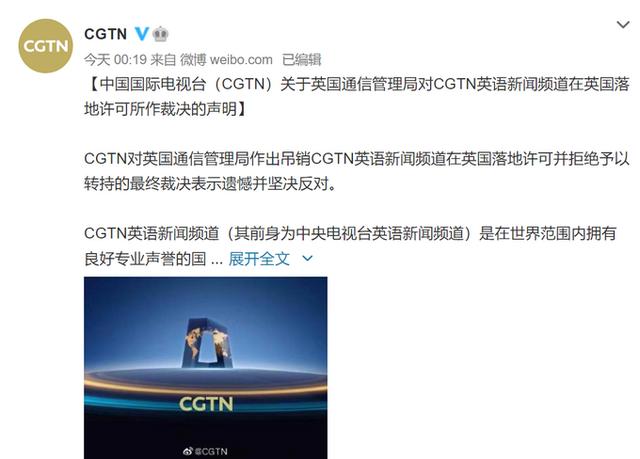 CGTN
CGTN
今天 00:19 来自 微博 weibo.com 已编辑
【中国国际电视台（CGTN）关于英国通信管理局对CGTN英语新闻频道在英国落
地许可所作裁决的声明】
CGTN对英国通信管理局作出吊销CGTN英语新闻频道在英国落地许可并拒绝予以
转持的最终裁决表示遗憾并坚决反对。
CGTN英语新闻频道（其前身为中央电视台英语新闻频道）是在世界范围内拥有
良好专业声誉的国 ... 展开全文
CGTN
@CGTN